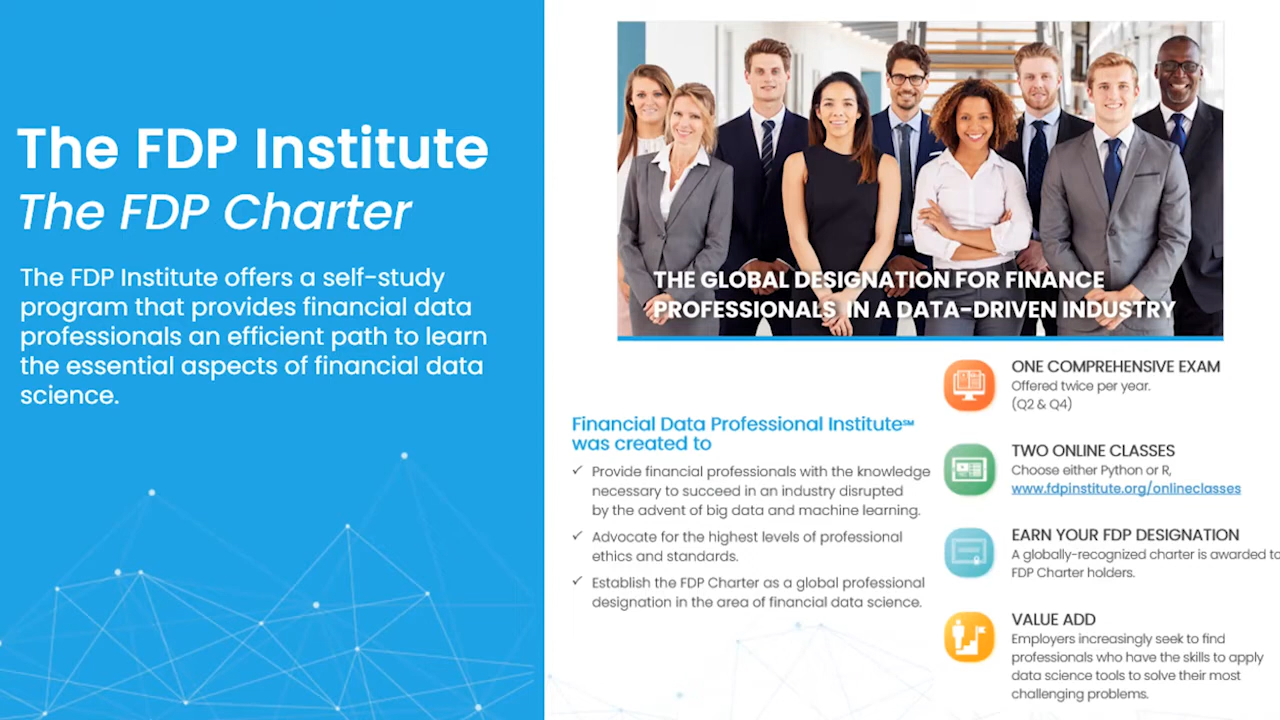 The FDP Institute
The FDP Charter
The FDP Institute offers a self-study
program that provides financial data
professionals an efficient path to learn
the essential aspects of financial data
science.
THE GLOBAL DESIGNATION FOR FINANCE
PROFESSIONALS IN A DATA-DRIVEN INDUSTRY
Financial Data Professional Institute℠
was created to
✓ Provide financial professionals with the knowledge
necessary to succeed in an industry disrupted
by the advent of big data and machine learning.
✓ Advocate for the highest levels of professional
ethics and standards.
✓ Establish the FDP Charter as a global professional
designation in the area of financial data science.
ONE COMPREHENSIVE EXAM
Offered twice per year.
(Q2 & Q4)
TWO ONLINE CLASSES
Choose either Python or R,
www.fdpinstitute.org/onlineclasses
EARN YOUR FDP DESIGNATION
A globally-recognized charter is awarded to
FDP Charter holders.
VALUE ADD
Employers increasingly seek to find
professionals who have the skills to apply
data science tools to solve their most
challenging problems.